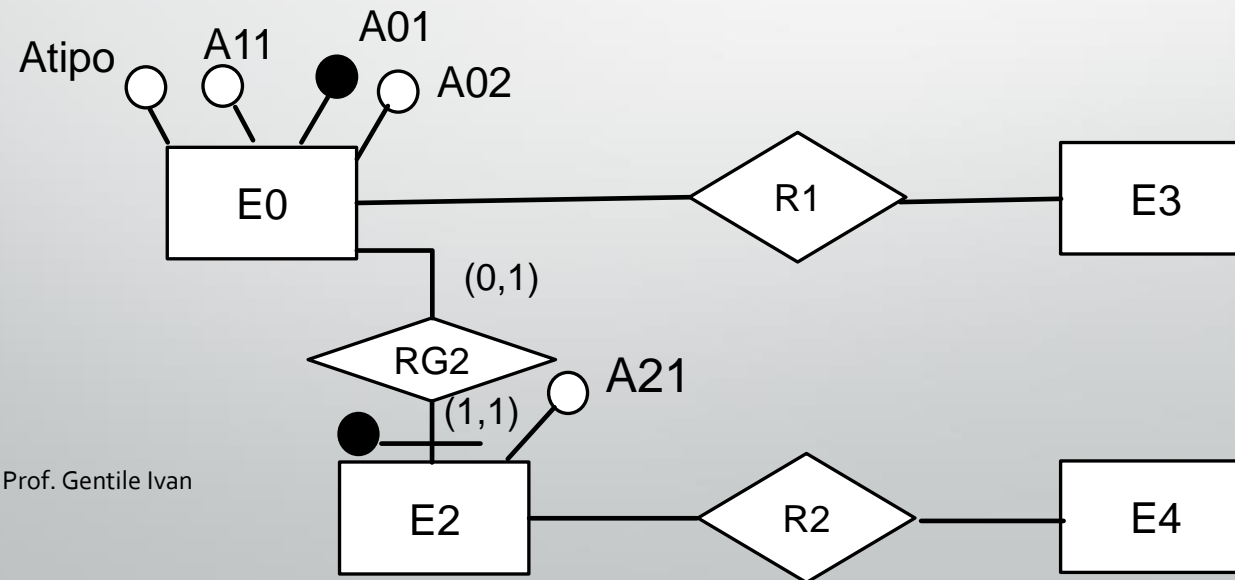 Atipo
A11
A01
A02
E0
R1
E3
(0,1)
RG2
A21
(1,1)
Prof. Gentile Ivan
E2
R2
E4